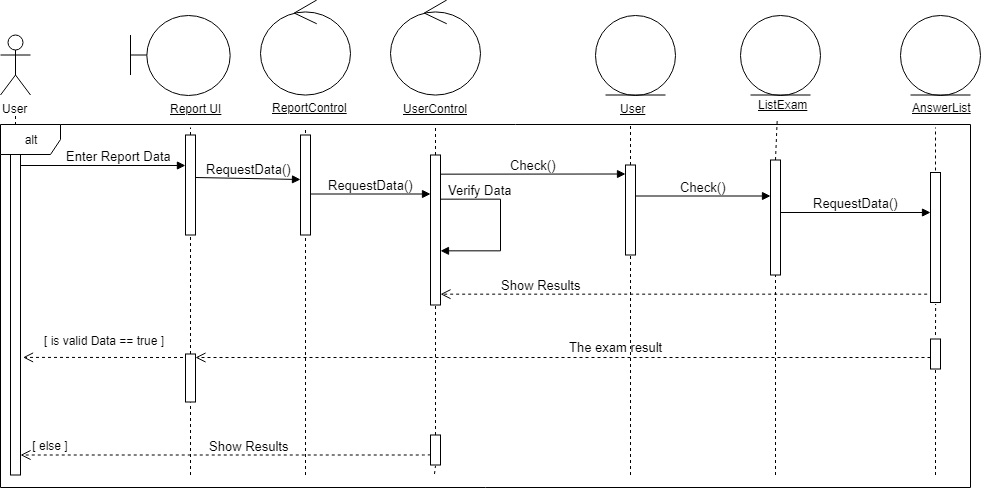 User
Report UI
ReportControl
UserControl
User
ListExam
AnswerList
alt
Enter Report Data
RequestData()
RequestData()
Check()
Verify Data
Check()
RequestData()
Show Results
[ is valid Data == true ]
The exam result
[ else ]
Show Results